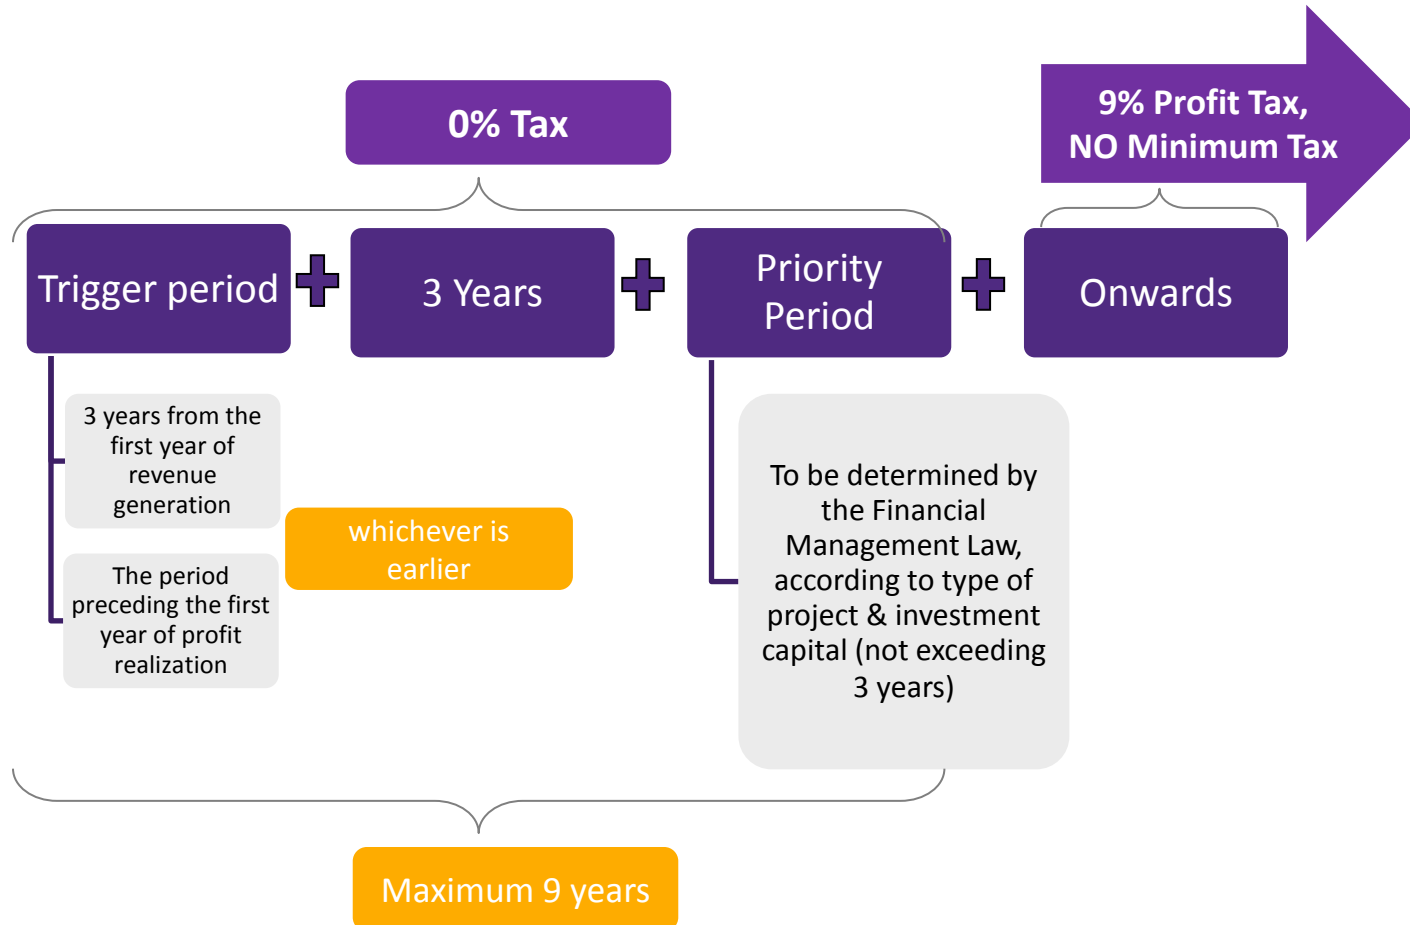 0% Tax
9% Profit Tax,
NO Minimum Tax
Trigger period
3 Years
Priority
Period
Onwards
3 years from the
first year of
revenue
generation
whichever is
earlier
The period
preceding the first
year of profit
realization
To be determined by
the Financial
Management Law,
according to type of
project & investment
capital (not exceeding
3 years)
Maximum 9 years